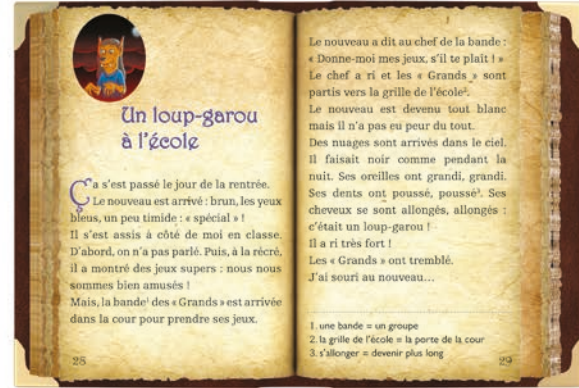 Un loup-garou
à l'école
Ça s'est passé le jour de la rentrée.
Le nouveau est arrivé : brun, les yeux
bleus, un peu timide : « spécial » !
Il s'est assis à côté de moi en classe.
D'abord, on n'a pas parlé. Puis, à la récré,
il a montré des jeux supers : nous nous
sommes bien amusés !
Mais, la bande¹ des « Grands » est arrivée
dans la cour pour prendre ses jeux.
28
Le nouveau a dit au chef de la bande :
« Donne-moi mes jeux, s'il te plaît ! »
Le chef a ri et les « Grands » sont
partis vers la grille de l'école².
Le nouveau est devenu tout blanc
mais il n'a pas eu peur du tout.
Des nuages sont arrivés dans le ciel.
Il faisait noir comme pendant la
nuit. Ses oreilles ont grandi, grandi.
Ses dents ont poussé, poussé³. Ses
cheveux se sont allongés, allongés :
c'était un loup-garou !
Il a ri très fort !
Les « Grands » ont tremblé.
J'ai souri au nouveau…
1. une bande = un groupe
2. la grille de l'école = la porte de la cour
3. s'allonger = devenir plus long
29